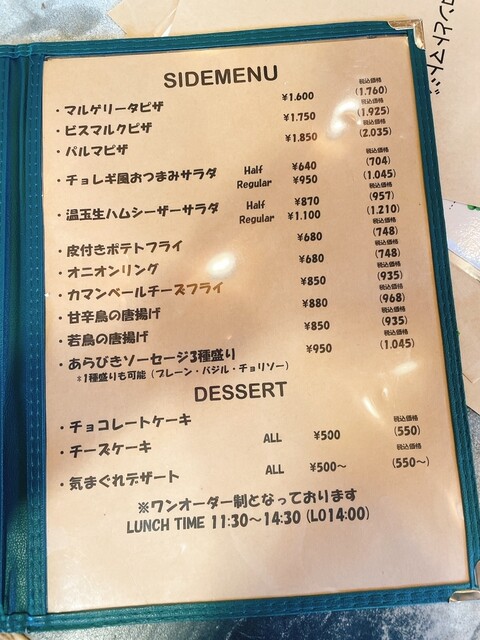 コンとトマトジ
SIDEMENU
税込価格
・マルゲリータピザ ¥1.600 (1.760)
税込価格
・ビスマルクピザ ¥1.750 (1.925)
税込価格
・パルマピザ ¥1.850 (2.035)
税込価格
・チョレギ風おつまみサラダ Half ¥640 (704)
Regular ¥950 (1.045)
税込価格
・温玉生ハムシーザーサラダ Half ¥870 (957)
Regular ¥1.100 (1.210)
税込価格
・皮付きポテトフライ ¥680 (748)
税込価格
・オニオンリング ¥680 (748)
税込価格
・カマンベールチーズフライ ¥850 (935)
税込価格
・甘辛鳥の唐揚げ ¥880 (968)
税込価格
・若鳥の唐揚げ ¥850 (935)
税込価格
・あらびきソーセージ3種盛り ¥950 (1.045)
*1種盛りも可能 (プレーン・バジル・チョリソー)
DESSERT
・チョコレートケーキ
税込価格
・チーズケーキ ALL ¥500 (550)
税込価格
・気まぐれデザート ALL ¥500〜 (550〜)
※ワンオーダー制となっております
LUNCH TIME 11:30〜14:30 (LO14:00)